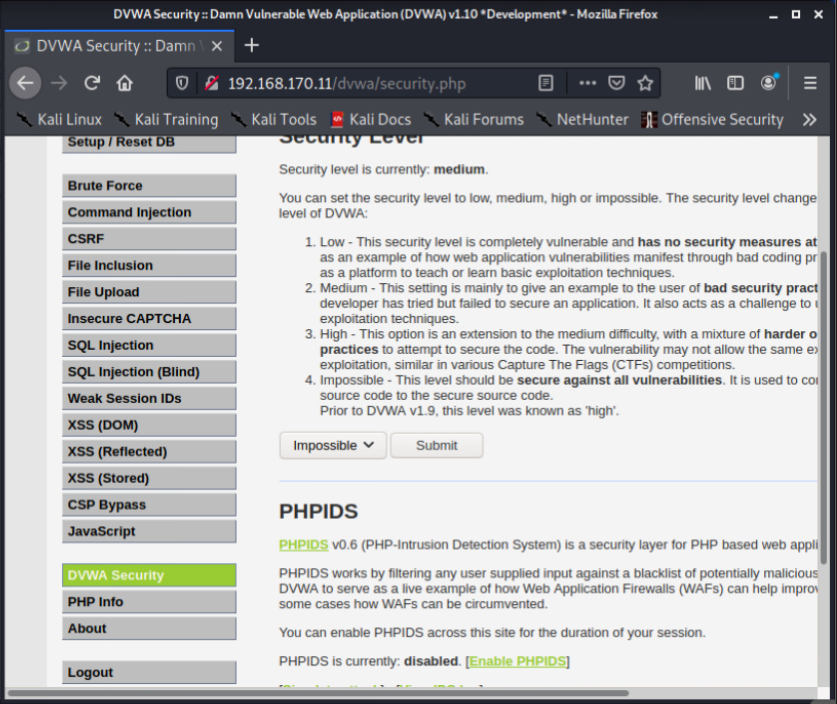 DVWA Security :: Damn Vulnerable Web Application (DVWA) v1.10 *Development* - Mozilla Firefox
DVWA Security :: Damn
192.168.170.11/dvwa/security.php
Kali Linux Kali Training Kali Tools Kali Docs Kali Forums NetHunter Offensive Security
Setup / Reset DB
Brute Force
Command Injection
CSRF
File Inclusion
File Upload
Insecure CAPTCHA
SQL Injection
SQL Injection (Blind)
Weak Session IDs
XSS (DOM)
XSS (Reflected)
XSS (Stored)
CSP Bypass
JavaScript
DVWA Security
PHP Info
About
Logout
Security Level
Security level is currently: medium.
You can set the security level to low, medium, high or impossible. The security level change
level of DVWA:
1. Low - This security level is completely vulnerable and has no security measures at
as an example of how web application vulnerabilities manifest through bad coding pr
as a platform to teach or learn basic exploitation techniques.
2. Medium - This setting is mainly to give an example to the user of bad security pract
developer has tried but failed to secure an application. It also acts as a challenge to
exploitation techniques.
3. High - This option is an extension to the medium difficulty, with a mixture of harder o
practices to attempt to secure the code. The vulnerability may not allow the same ex
exploitation, similar in various Capture The Flags (CTFs) competitions.
4. Impossible - This level should be secure against all vulnerabilities. It is used to co
source code to the secure source code.
Prior to DVWA v1.9, this level was known as 'high'.
Impossible Submit
PHPIDS
PHPIDS v0.6 (PHP-Intrusion Detection System) is a security layer for PHP based web appli
PHPIDS works by filtering any user supplied input against a blacklist of potentially malicious
DVWA to serve as a live example of how Web Application Firewalls (WAFs) can help improv
some cases how WAFs can be circumvented.
You can enable PHPIDS across this site for the duration of your session.
PHPIDS is currently: disabled. [Enable PHPIDS]